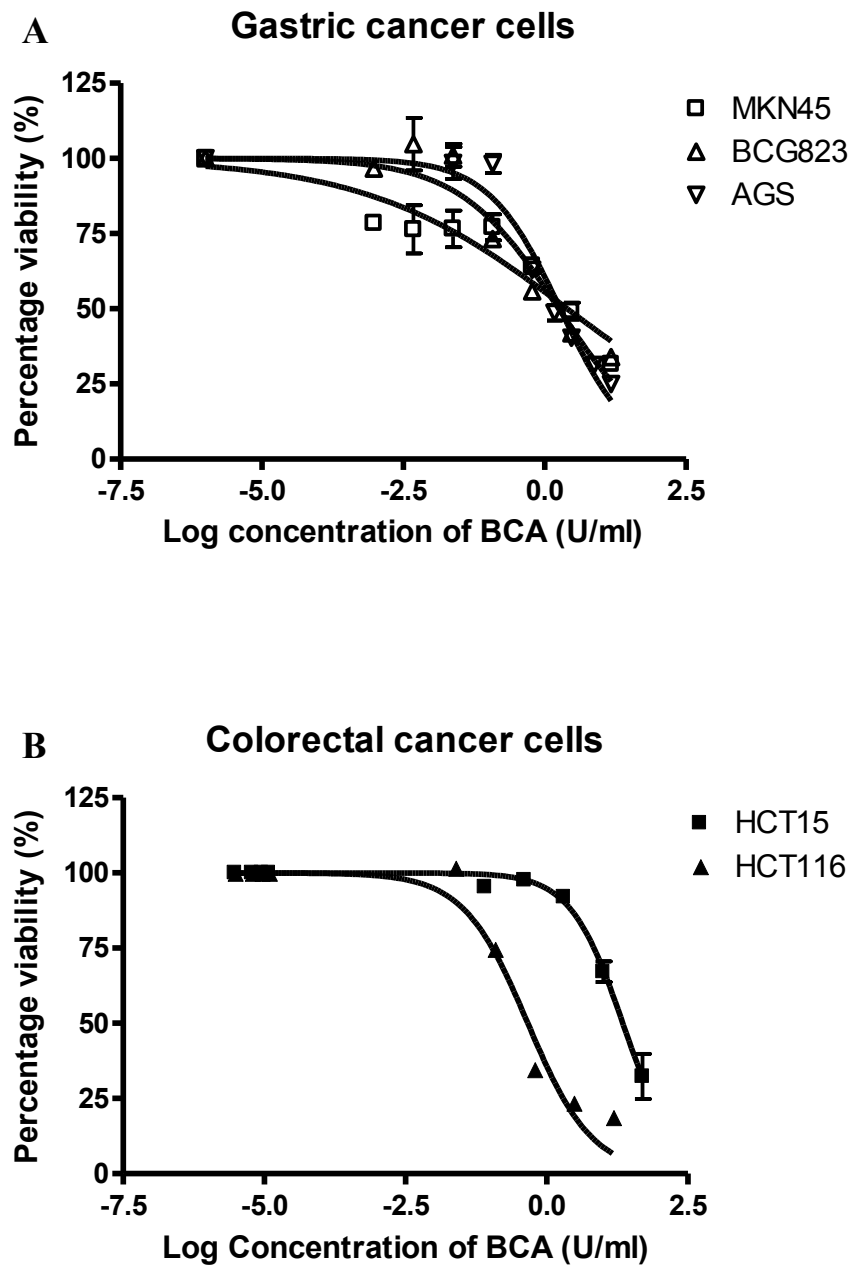 A
Gastric cancer cells
Percentage viability (%)
125
100
75
50
25
0
-7.5 -5.0 -2.5 0.0 2.5
Log concentration of BCA (U/ml)
MKN45
BCG823
AGS
B
Colorectal cancer cells
Percentage viability (%)
125
100
75
50
25
0
-7.5 -5.0 -2.5 0.0 2.5
Log Concentration of BCA (U/ml)
HCT15
HCT116